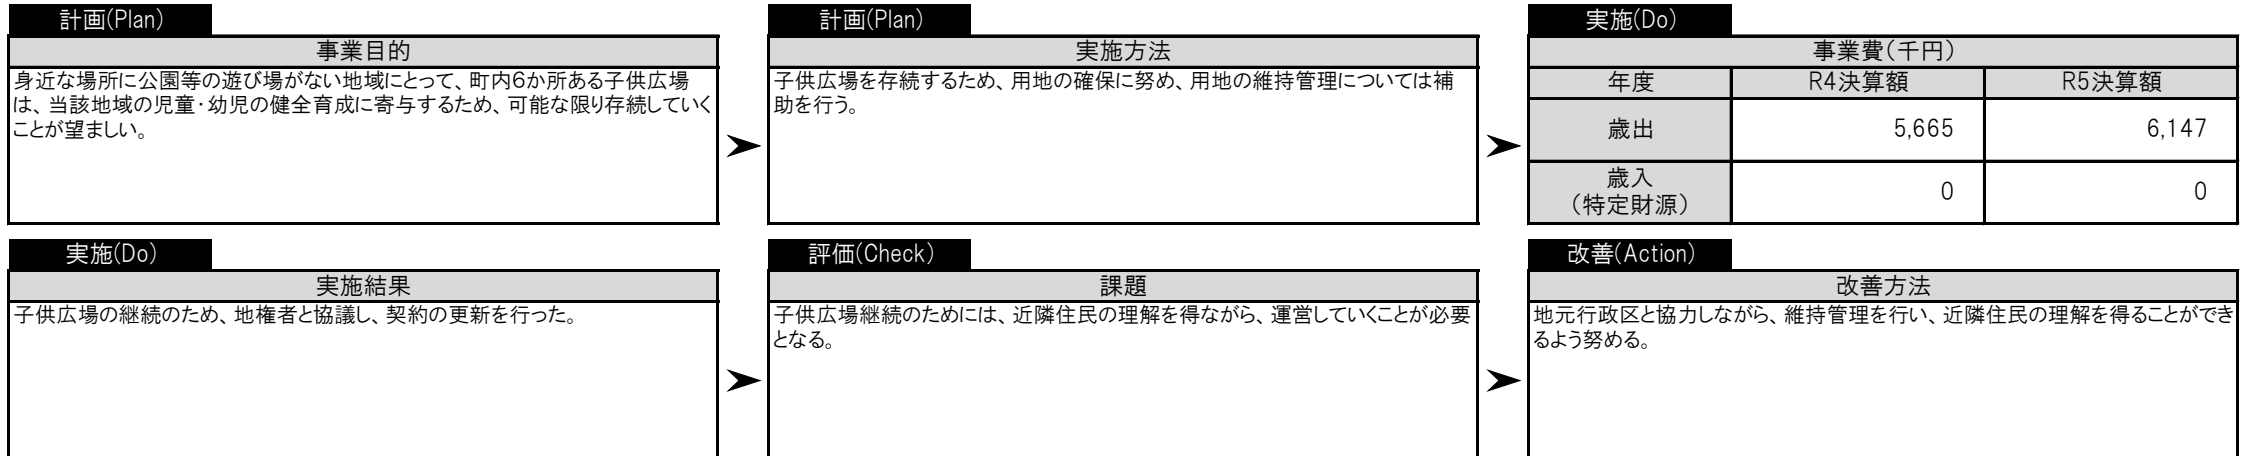 計画(Plan)
事業目的
身近な場所に公園等の遊び場がない地域にとって、町内6か所ある子供広場
は、当該地域の児童・幼児の健全育成に寄与するため、可能な限り存続していく
ことが望ましい。
計画(Plan)
実施方法
子供広場を存続するため、用地の確保に努め、用地の維持管理については補
助を行う。
実施(Do)
事業費(千円)
年度 R4決算額 R5決算額
歳出 5,665 6,147
歳入
(特定財源) 0 0
実施(Do)
実施結果
子供広場の継続のため、地権者と協議し、契約の更新を行った。
評価(Check)
課題
子供広場継続のためには、近隣住民の理解を得ながら、運営していくことが必要
となる。
改善(Action)
改善方法
地元行政区と協力しながら、維持管理を行い、近隣住民の理解を得ることができ
るよう努める。